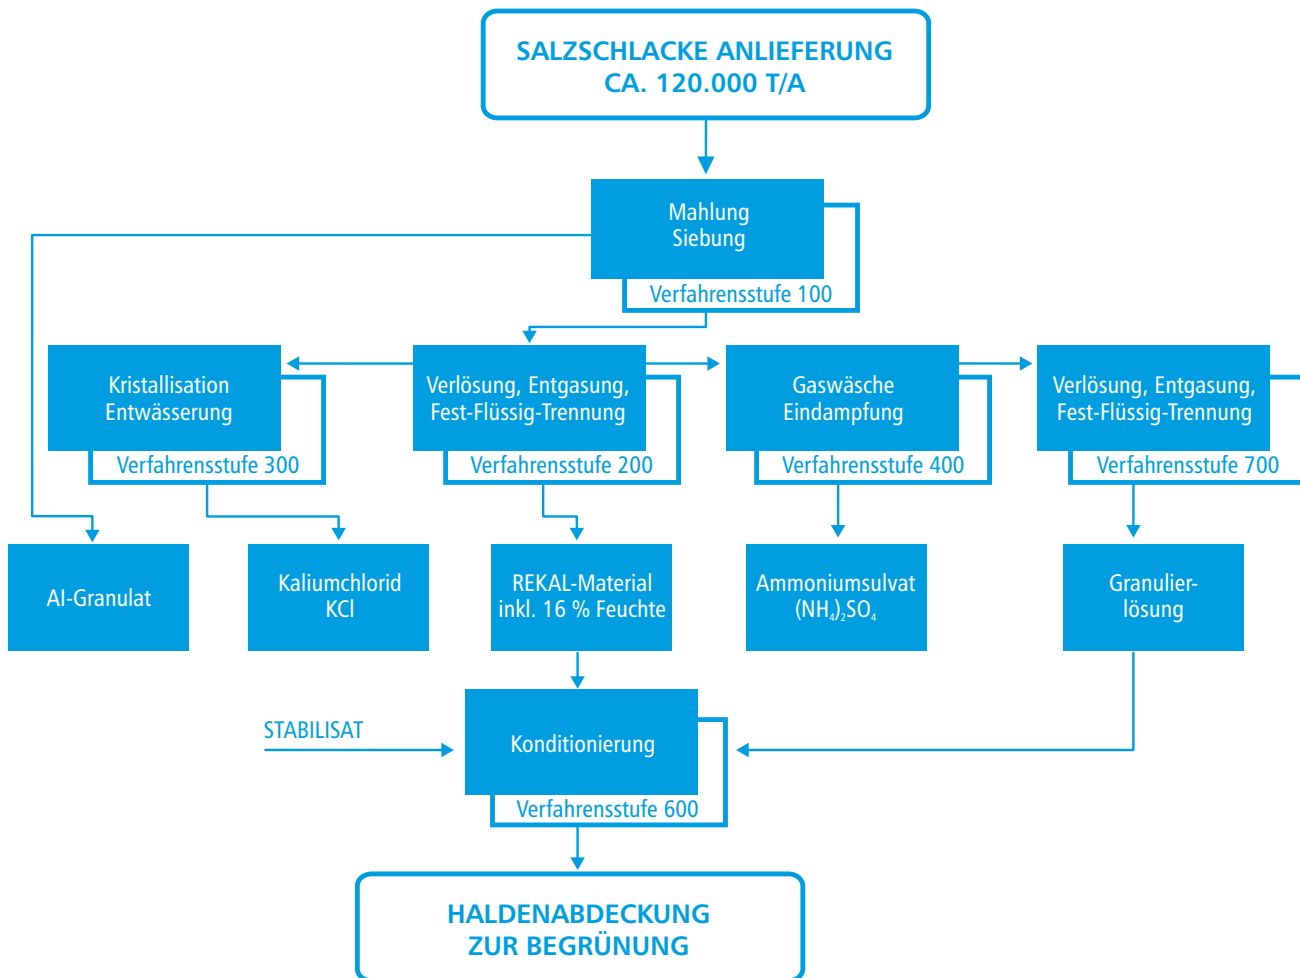 SALZSCHLACKE ANLIEFERUNG
CA. 120.000 T/A
Mahlung
Siebung
Verfahrensstufe 100
Kristallisation
Entwässerung
Verfahrensstufe 300
Verlösung, Entgasung,
Fest-Flüssig-Trennung
Verfahrensstufe 200
Gaswäsche
Eindampfung
Verfahrensstufe 400
Verlösung, Entgasung,
Fest-Flüssig-Trennung
Verfahrensstufe 700
AI-Granulat
Kaliumchlorid
KCl
REKAL-Material
inkl. 16 % Feuchte
Ammoniumsulvat
(NH₄)₂SO₄
Granulier-
lösung
STABILISAT
Konditionierung
Verfahrensstufe 600
HALDENABDECKUNG
ZUR BEGRÜNUNG